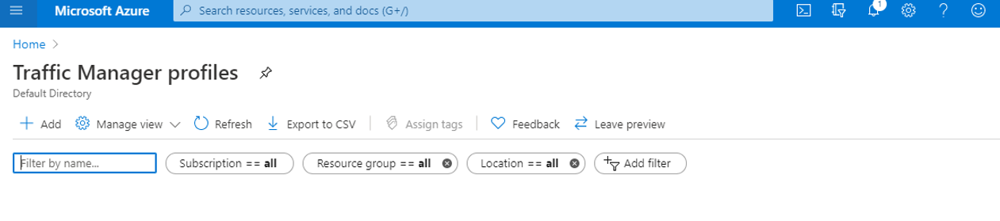 Microsoft Azure Search resources, services, and docs (G+/) 1
Home >
Traffic Manager profiles
Default Directory
+ Add Manage view Refresh Export to CSV Assign tags Feedback Leave preview
Filter by name... Subscription == all Resource group == all Location == all Add filter